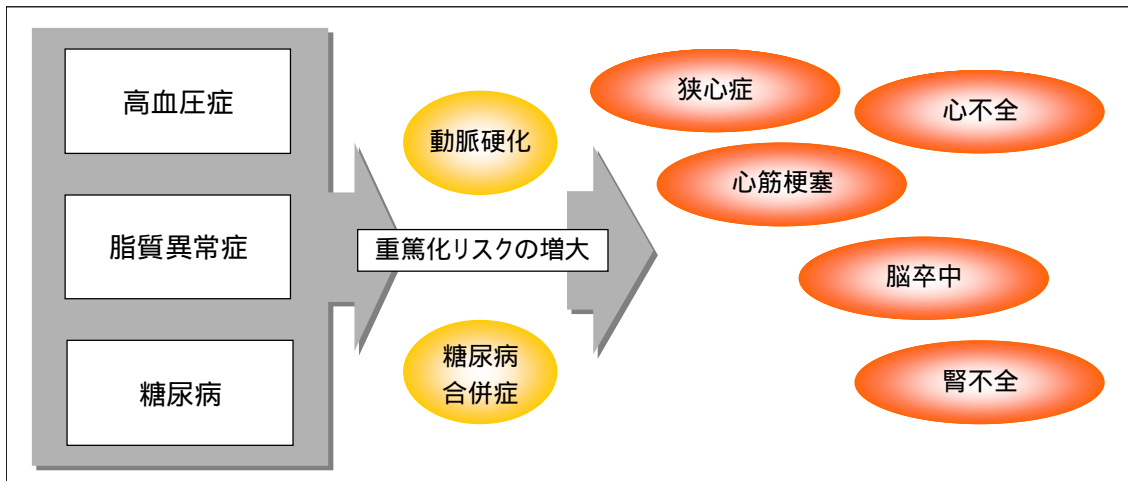 高血圧症
脂質異常症
糖尿病
動脈硬化
重篤化リスクの増大
糖尿病
合併症
狭心症
心不全
心筋梗塞
脳卒中
腎不全